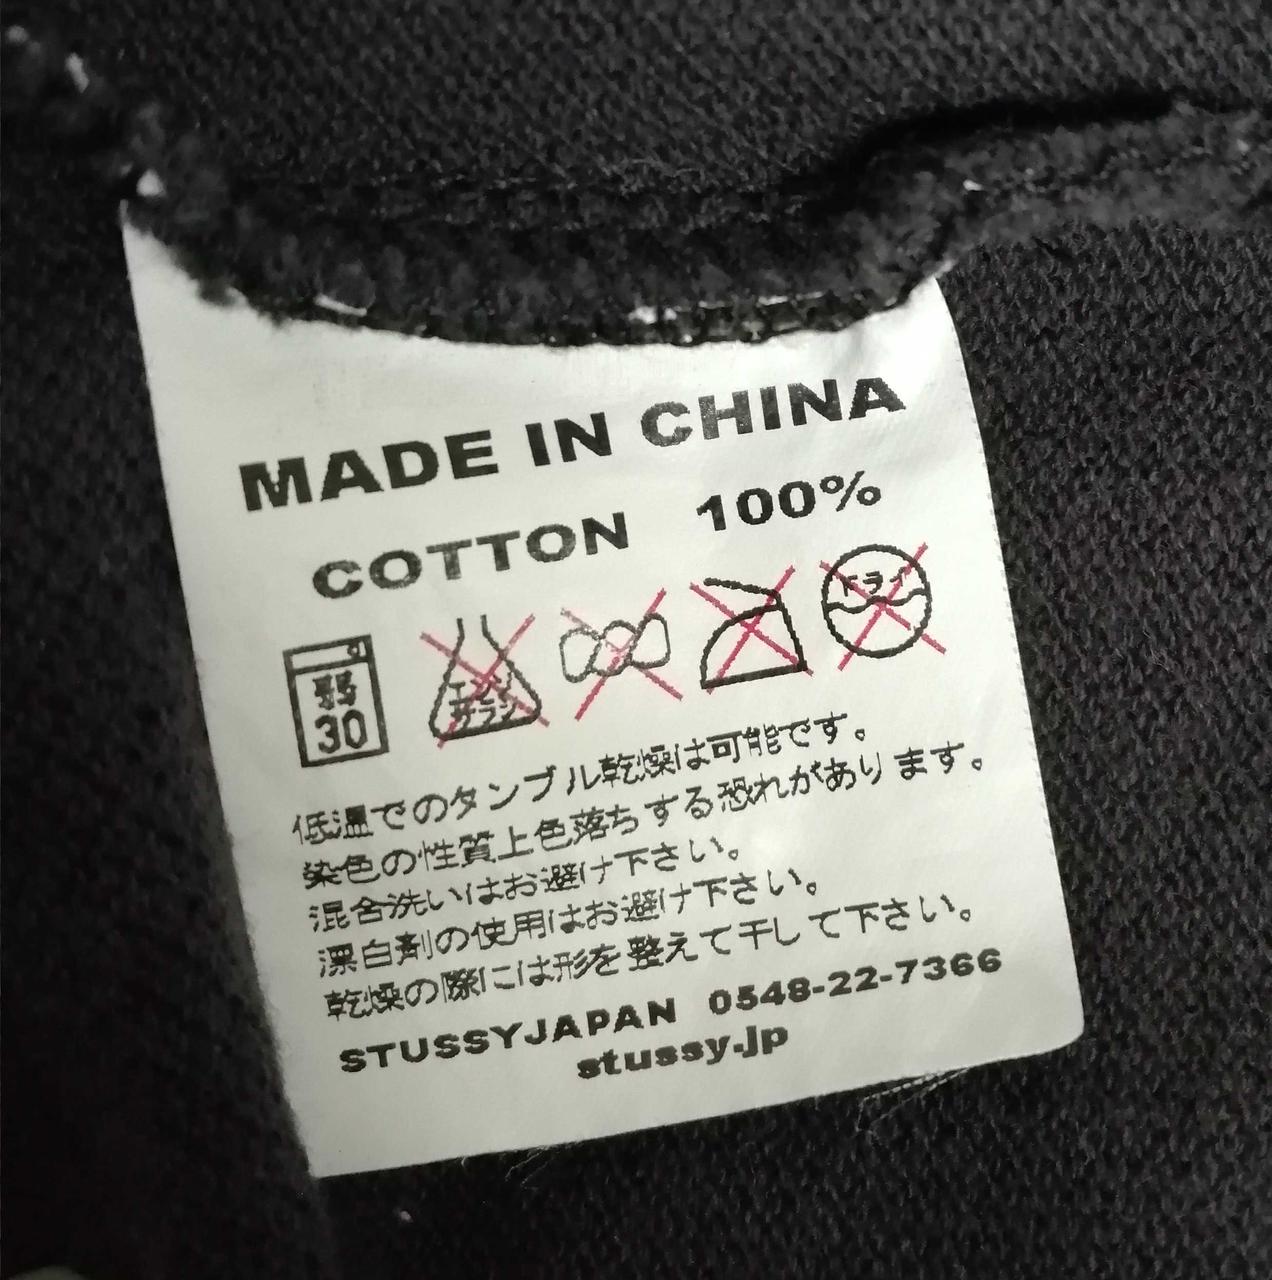 MADE IN CHINA
COTTON 100%
弱
30
エンソ
サラシ
ドライ
低温でのタンブル乾燥は可能です。
染色の性質上色落ちする恐れがあります。
混合洗いはお避け下さい。
漂白剤の使用はお避け下さい。
乾燥の際には形を整えて干して下さい。
STUSSYJAPAN 0548-22-7366
stussy.jp